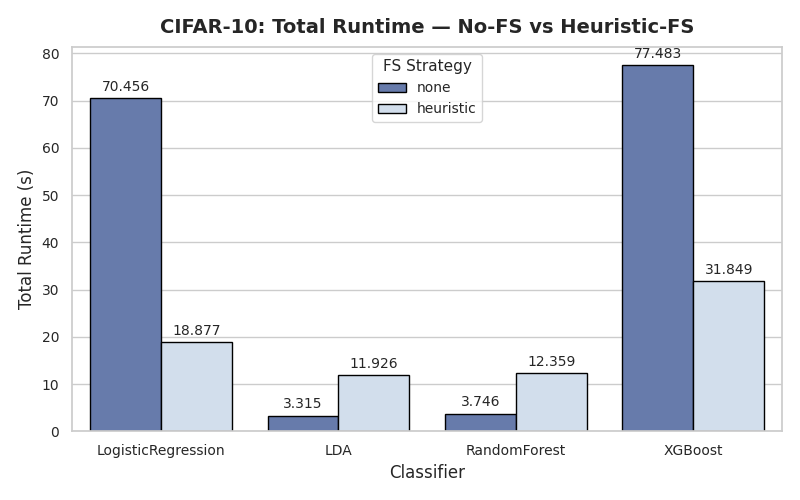 CIFAR-10: Total Runtime — No-FS vs Heuristic-FS
Total Runtime (s)
80
70
60
50
40
30
20
10
0
FS Strategy
none
heuristic
70.456
18.877
3.315
11.926
3.746
12.359
77.483
31.849
LogisticRegression
LDA
RandomForest
XGBoost
Classifier